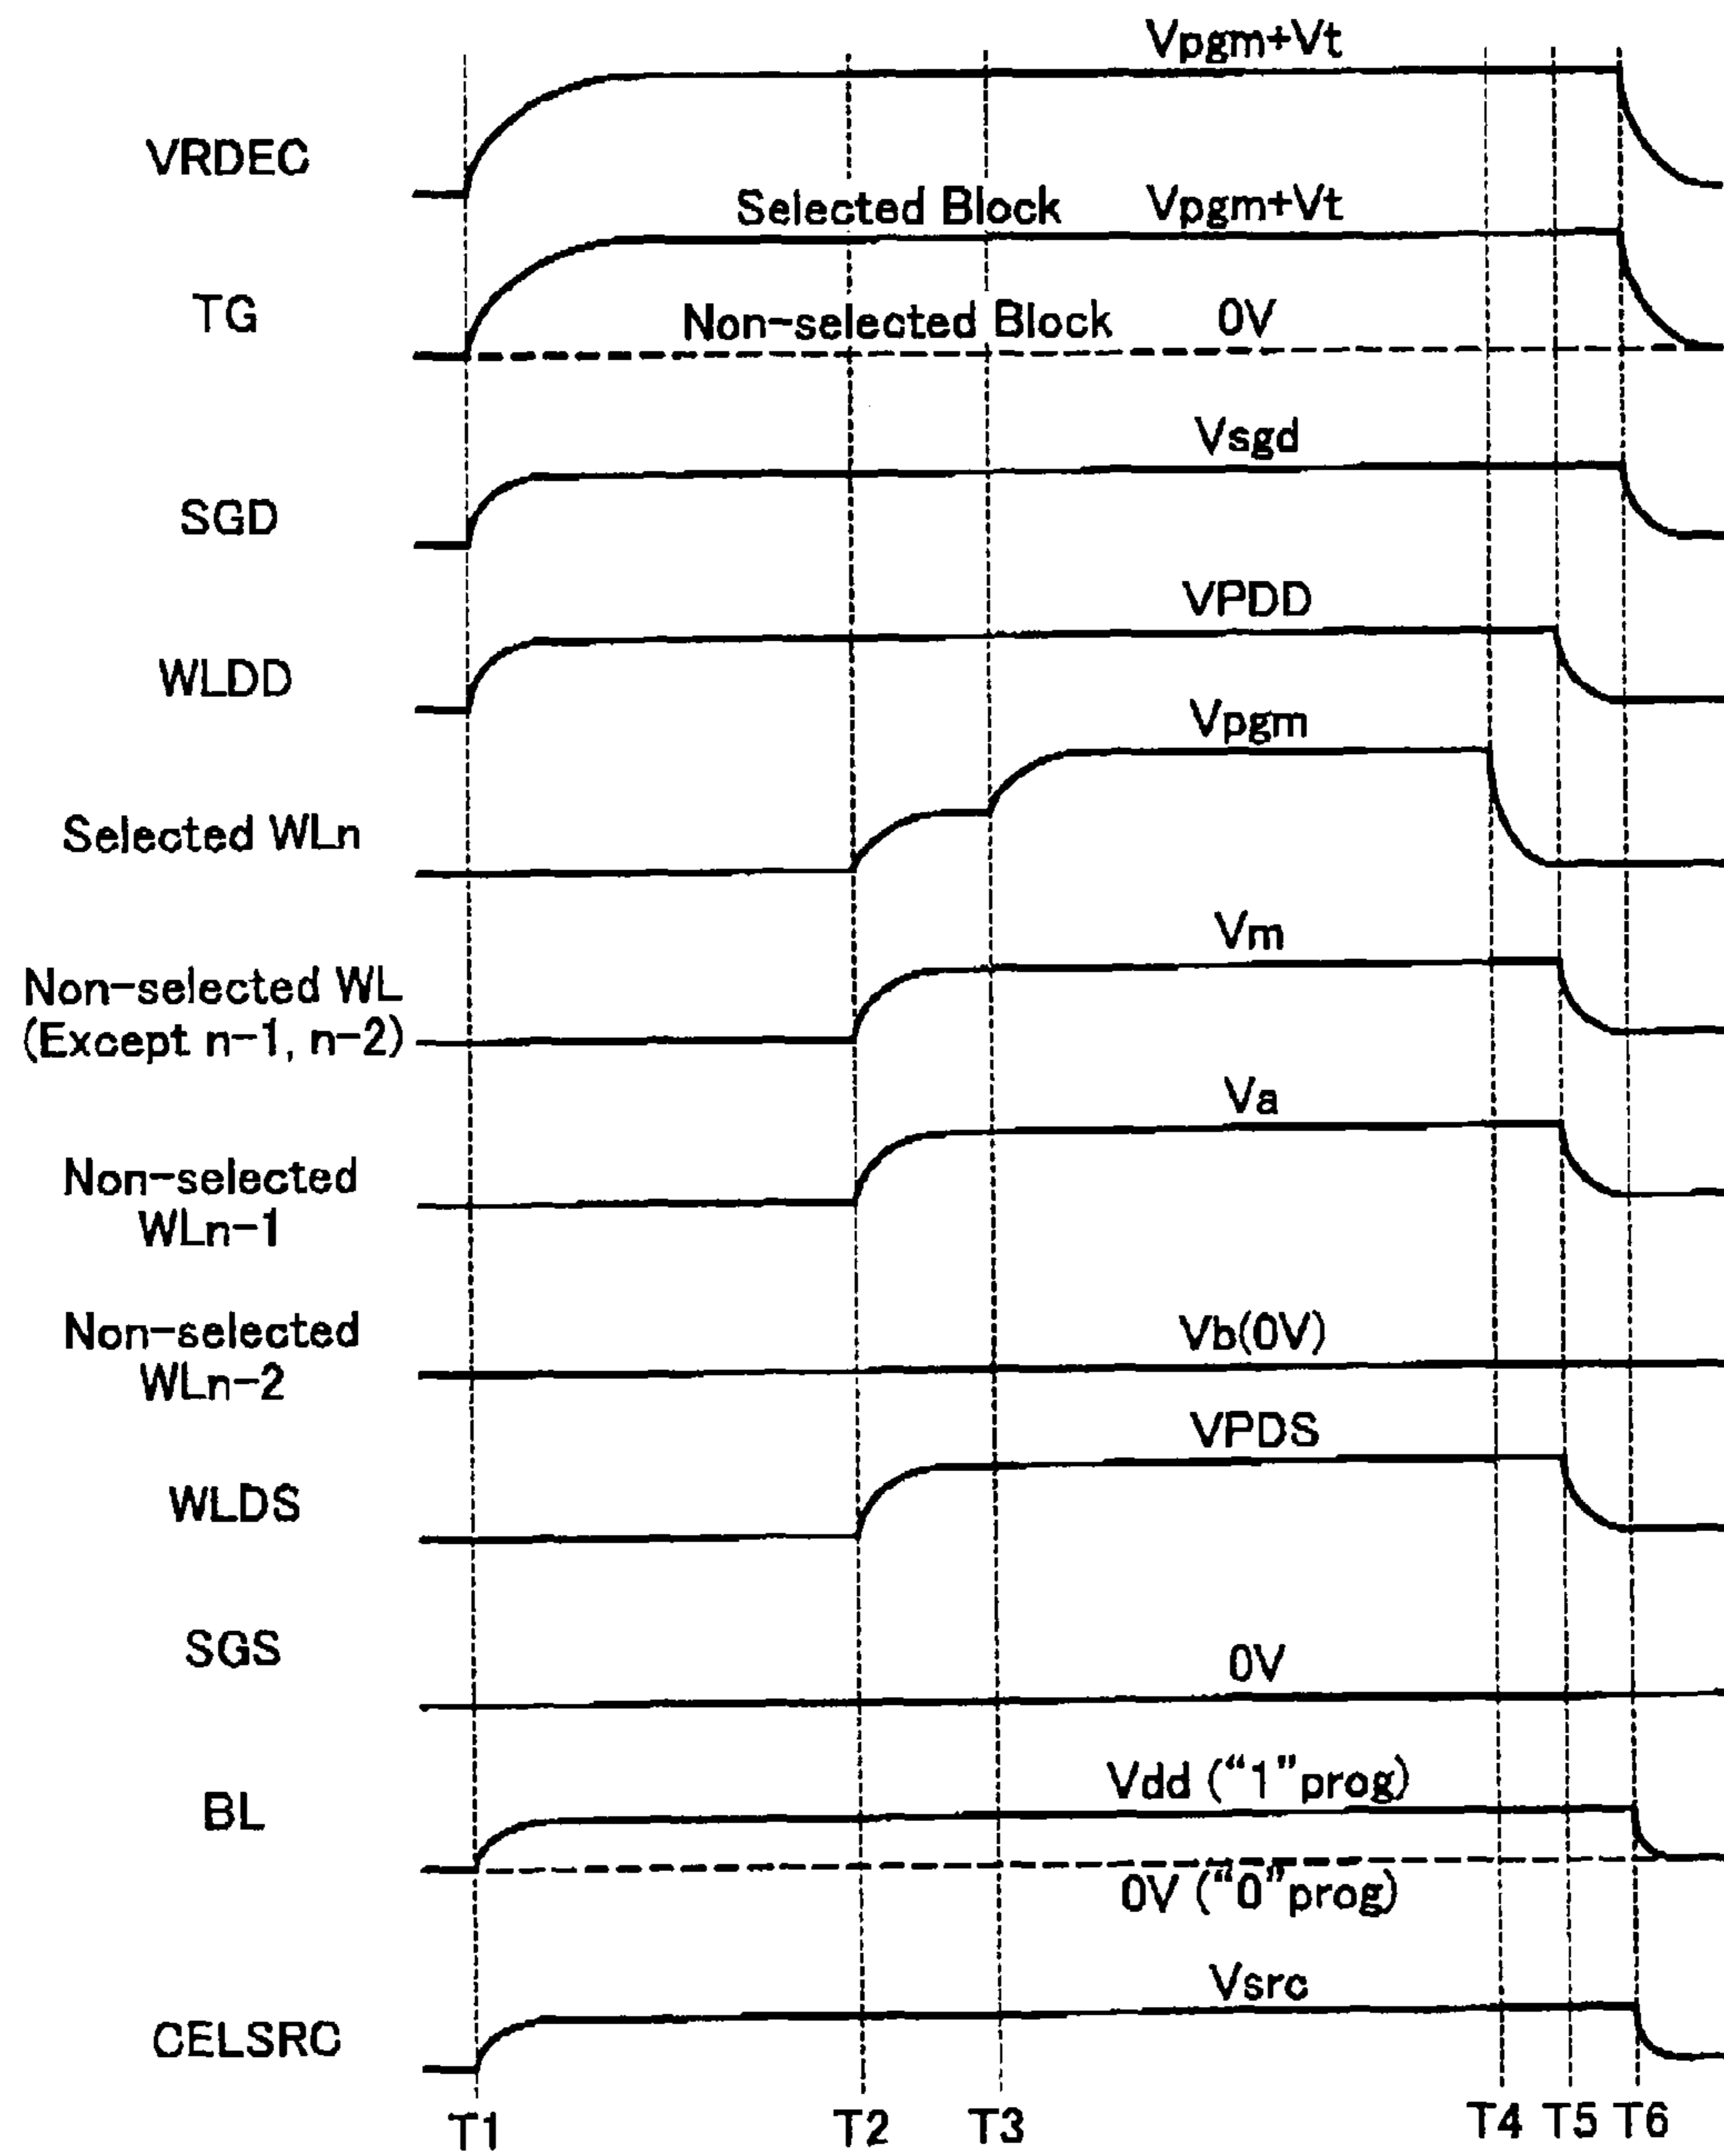 Vpgm+Vt
VRDEC
Selected Block Vpgm+Vt
TG
Non-selected Block 0V
Vsgd
SGD
VPDD
WLDD
Vpgm
Selected WLn
Vm
Non-selected WL
(Except n-1, n-2)
Va
Non-selected
WLn-1
Non-selected
WLn-2
Vb(0V)
VPDS
WLDS
SGS
0V
Vdd (“1”prog)
BL
0V (“0”prog)
Vsrc
CELSRC
T1 T2 T3 T4 T5 T6